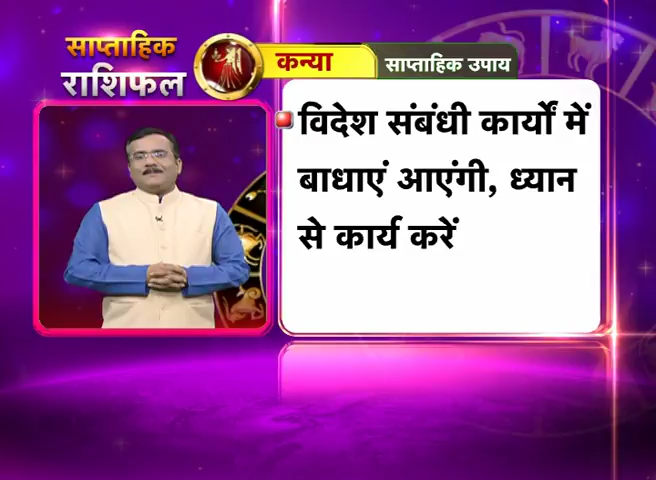 साप्ताहिक
राशिफल
कन्या
साप्ताहिक उपाय
विदेश संबंधी कार्यों में
बाधाएं आएंगी, ध्यान
से कार्य करें